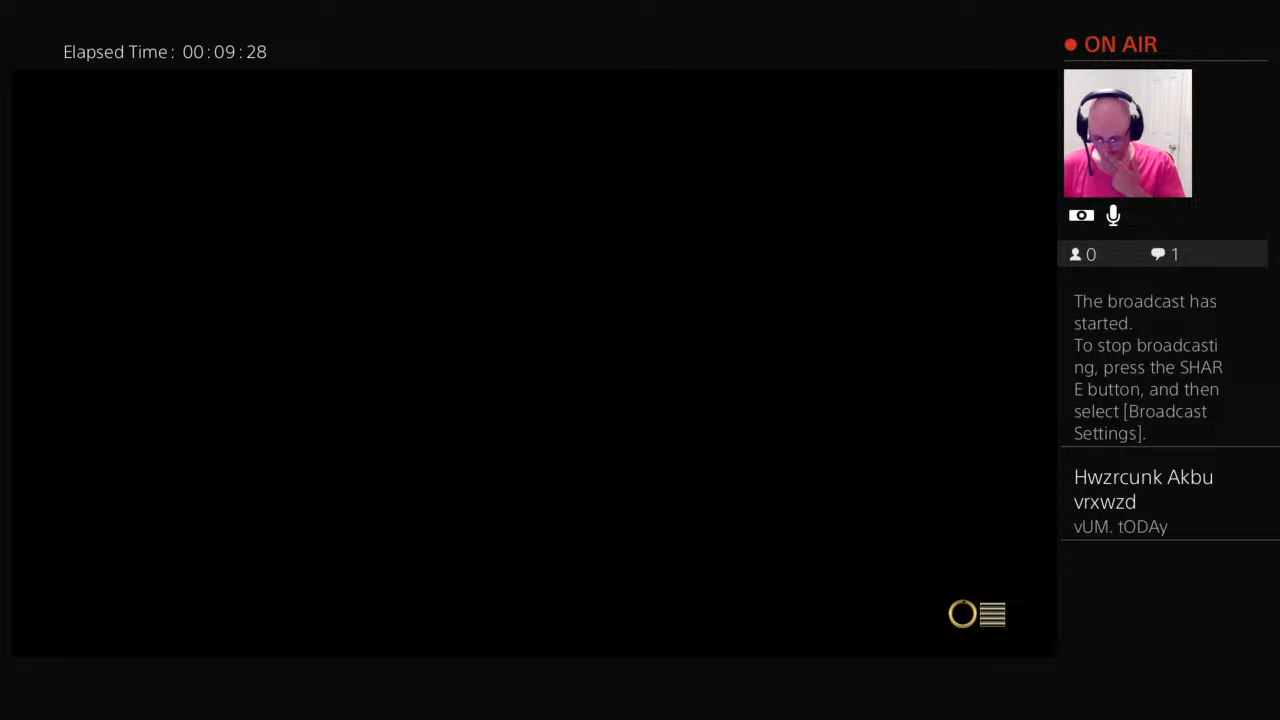 Elapsed Time: 00:09:28
ON AIR
0 1
The broadcast has
started.
To stop broadcasti
ng, press the SHAR
E button, and then
select [Broadcast
Settings].
Hwzrcunk Akbu
vrxwzd
vUM. tODAy